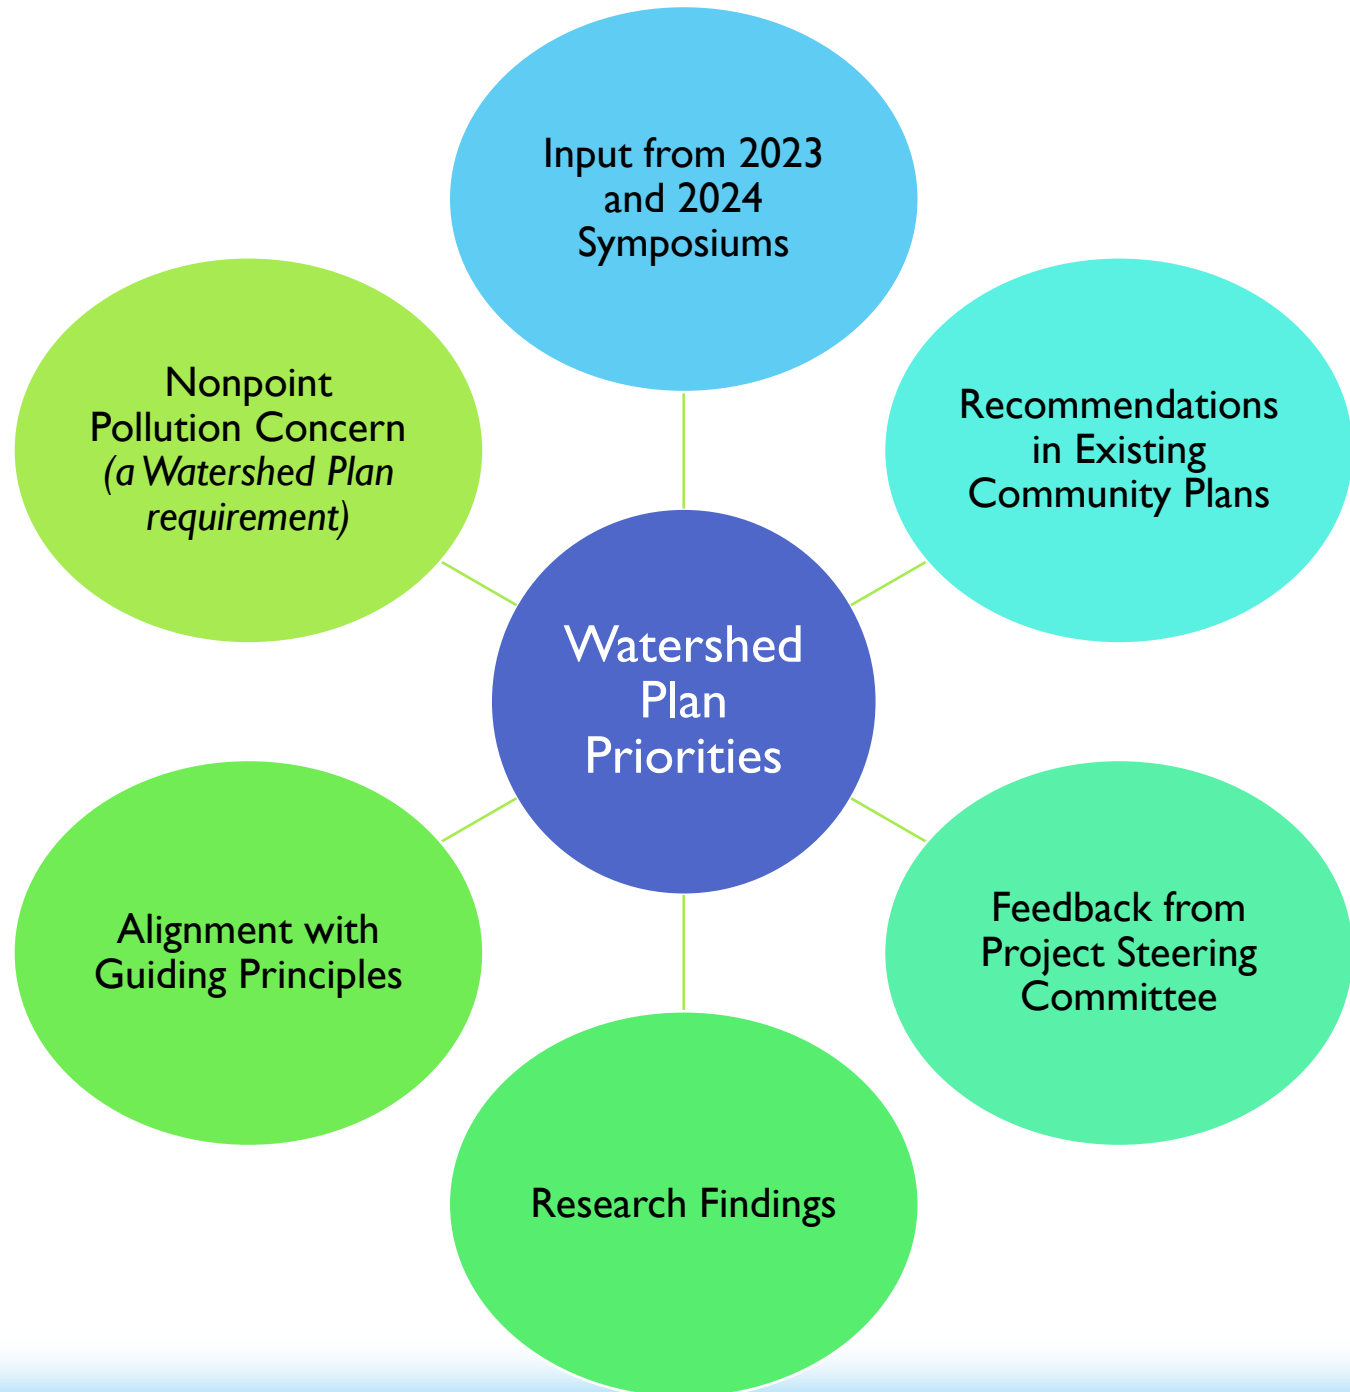 Input from 2023
and 2024
Symposiums
Recommendations
in Existing
Community Plans
Feedback from
Project Steering
Committee
Research Findings
Alignment with
Guiding Principles
Nonpoint
Pollution Concern
(a Watershed Plan
requirement)
Watershed
Plan
Priorities